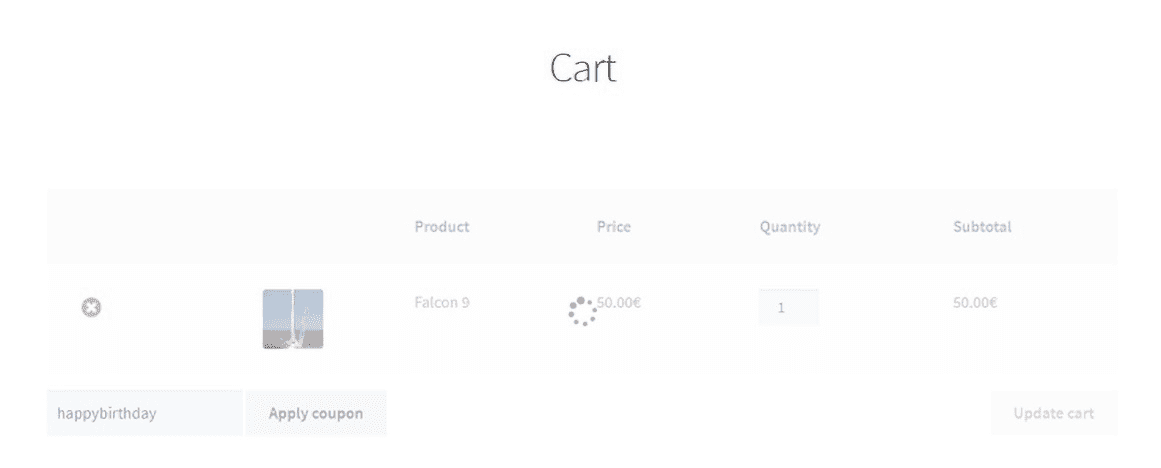 Cart
Product Price Quantity Subtotal
Falcon 9 50.00€ 1 50.00€
happybirthday Apply coupon Update cart